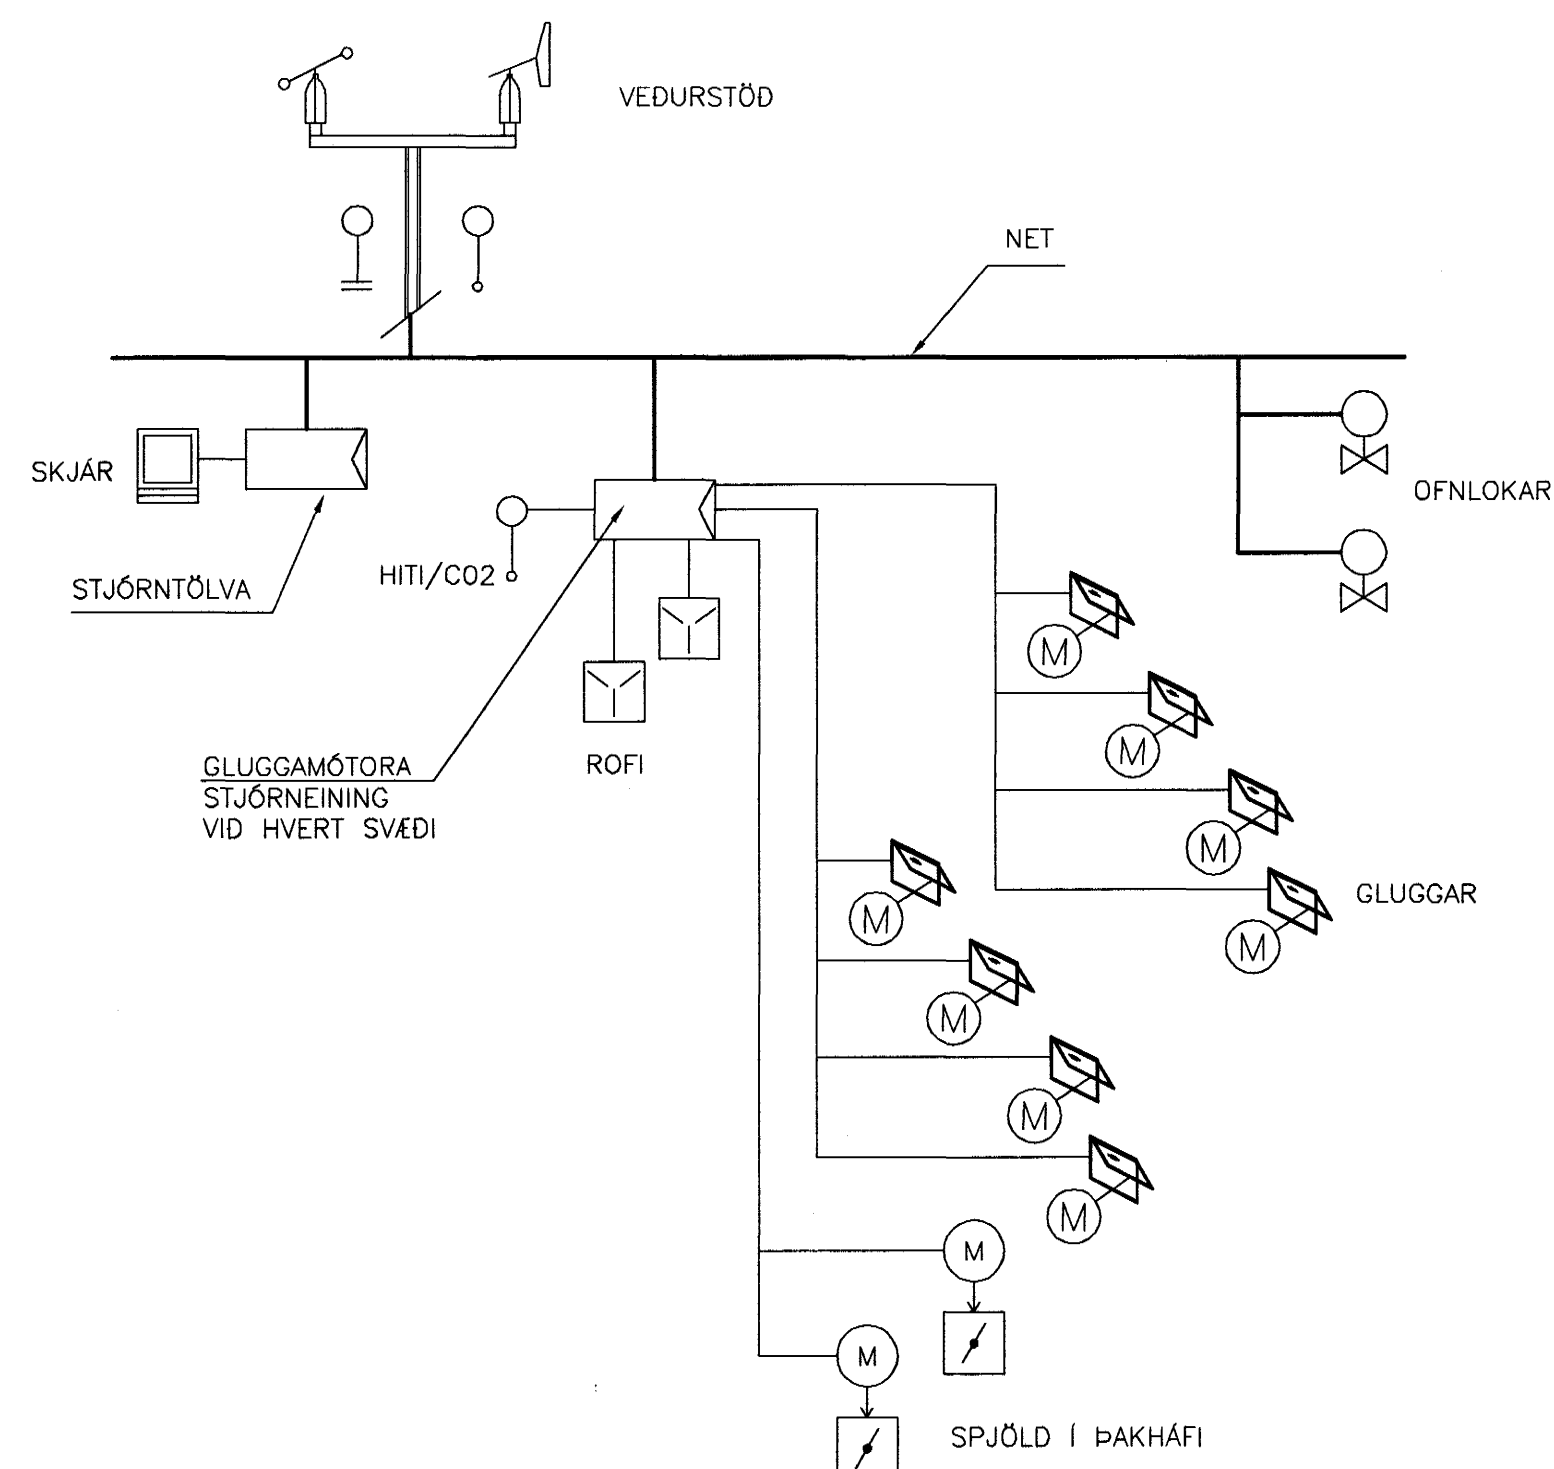 VEÐURSTÖÐ
NET
SKJÁR
OFNLOKAR
STJÓRNTÖLVA
HITI/CO2
M
M
ROFI
GLUGGAMÓTORA
STJÓRNEINING
VIÐ HVERT SVÆÐI
M
M
GLUGGAR
M
M
M
M
M
M
SPJÖLD Í ÞAKHÁFI